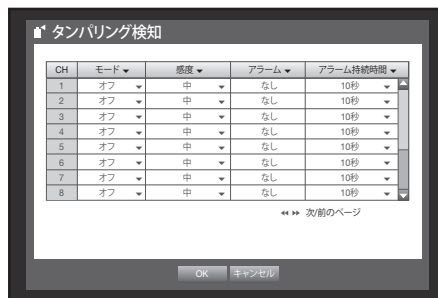 タンパリング検知
CH モード 感度 アラーム アラーム持続時間
1 オフ 中 なし 10秒
2 オフ 中 なし 10秒
3 オフ 中 なし 10秒
4 オフ 中 なし 10秒
5 オフ 中 なし 10秒
6 オフ 中 なし 10秒
7 オフ 中 なし 10秒
8 オフ 中 なし 10秒
次/前のページ
OK キャンセル